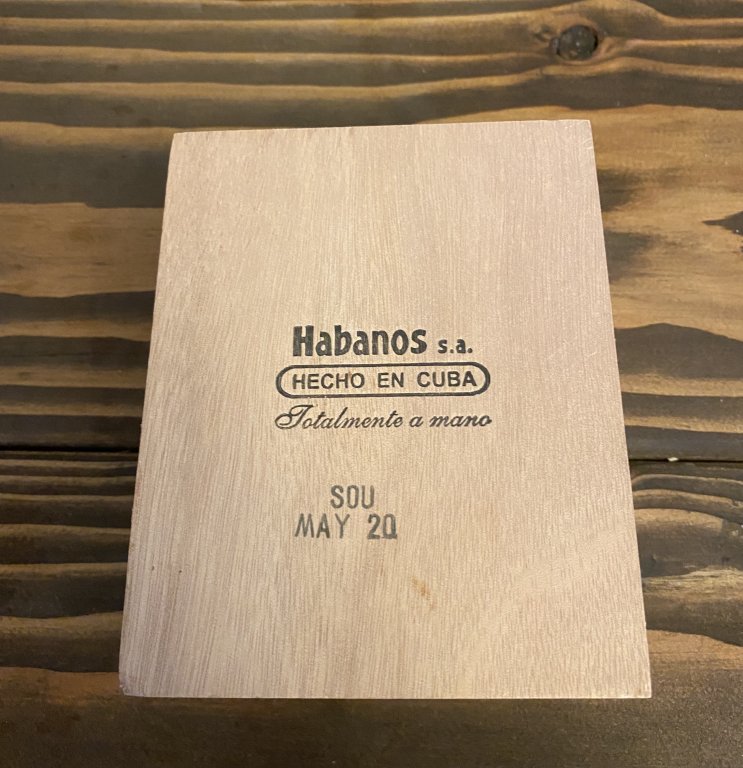 Habanos s.a.
HECHO EN CUBA
Totalmente a mano
SOU
MAY 20